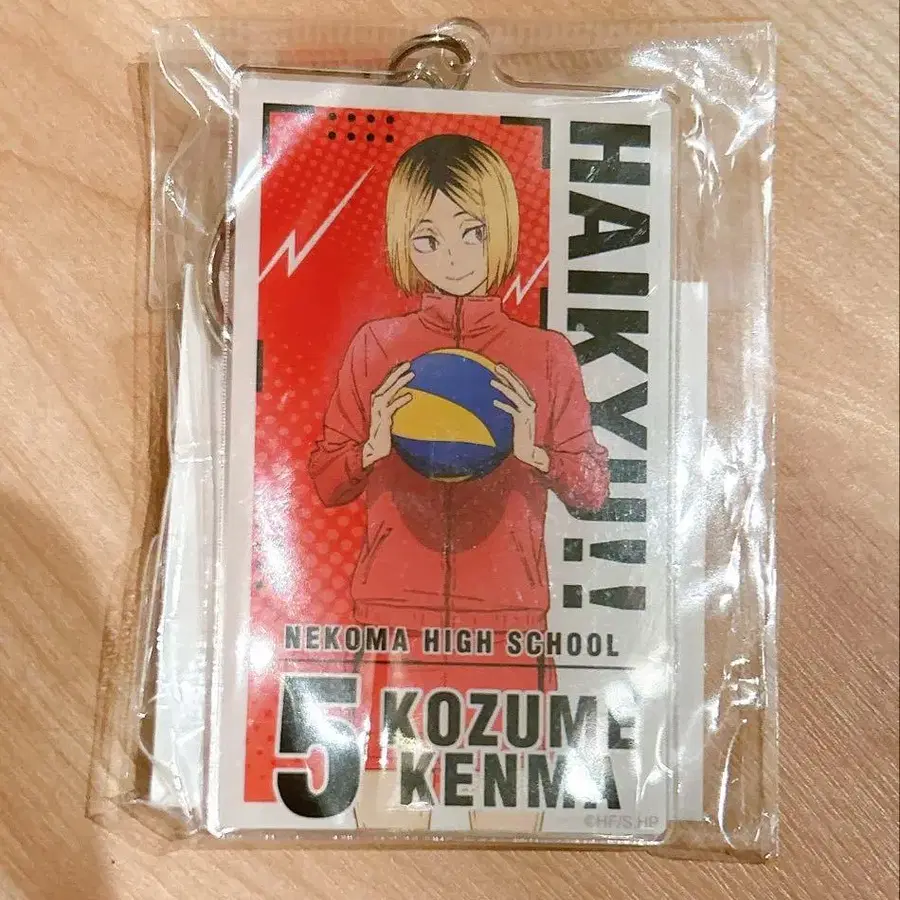 HAIKYU!!
NEKOMA HIGH SCHOOL
5
KOZUME
KENMA
©HF/S,HP